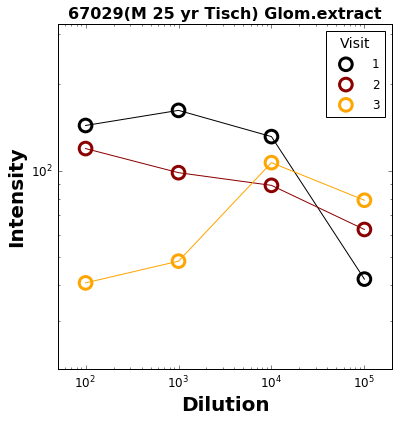 67029(M 25 yr Tisch) Glom.extract
Visit
1
2
3
Intensity
10²
10² 10³ 10⁴ 10⁵
Dilution